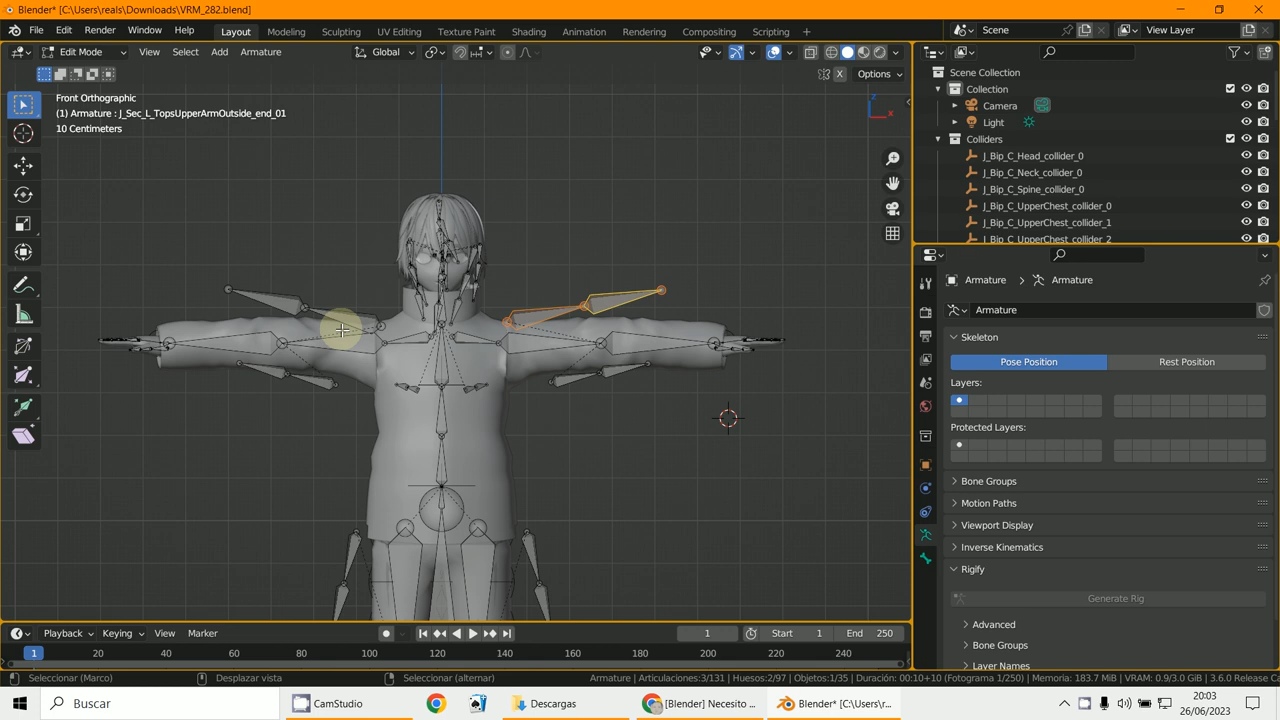 Blender* [C:\Users\reals\Downloads\VRM_282.blend]
File Edit Render Window Help Layout Modeling Sculpting UV Editing Texture Paint Shading Animation Rendering Compositing Scripting + Scene View Layer
Edit Mode View Select Add Armature Global
X Options
Front Orthographic
(1) Armature : J_Sec_L_TopsUpperArmOutside_end_01
10 Centimeters
Z
X
Scene Collection
Collection
Camera
Light
Colliders
J_Bip_C_Head_collider_0
J_Bip_C_Neck_collider_0
J_Bip_C_Spine_collider_0
J_Bip_C_UpperChest_collider_0
J_Bip_C_UpperChest_collider_1
J_Bip_C_UpperChest_collider_2
Armature > Armature
Armature
Skeleton
Pose Position Rest Position
Layers:
Protected Layers:
Bone Groups
Motion Paths
Viewport Display
Inverse Kinematics
Rigify
Generate Rig
Advanced
Bone Groups
Layer Names
Playback Keying View Marker 1 Start 1 End 250
1 20 40 60 80 100 120 140 160 180 200 220 240
Seleccionar (Marco) Desplazar vista Seleccionar (alternar) Armature | Articulaciones:3/131 | Huesos:2/97 | Objetos:1/35 | Duración: 00:10+10 (Fotograma 1/250) | Memoria: 183.7 MiB | VRAM: 0.9/3.0 GiB | 3.6.0 Release Ca
Buscar CamStudio Descargas [Blender] Necesito ... Blender* [C:\Users\r...
20:03
26/06/2023